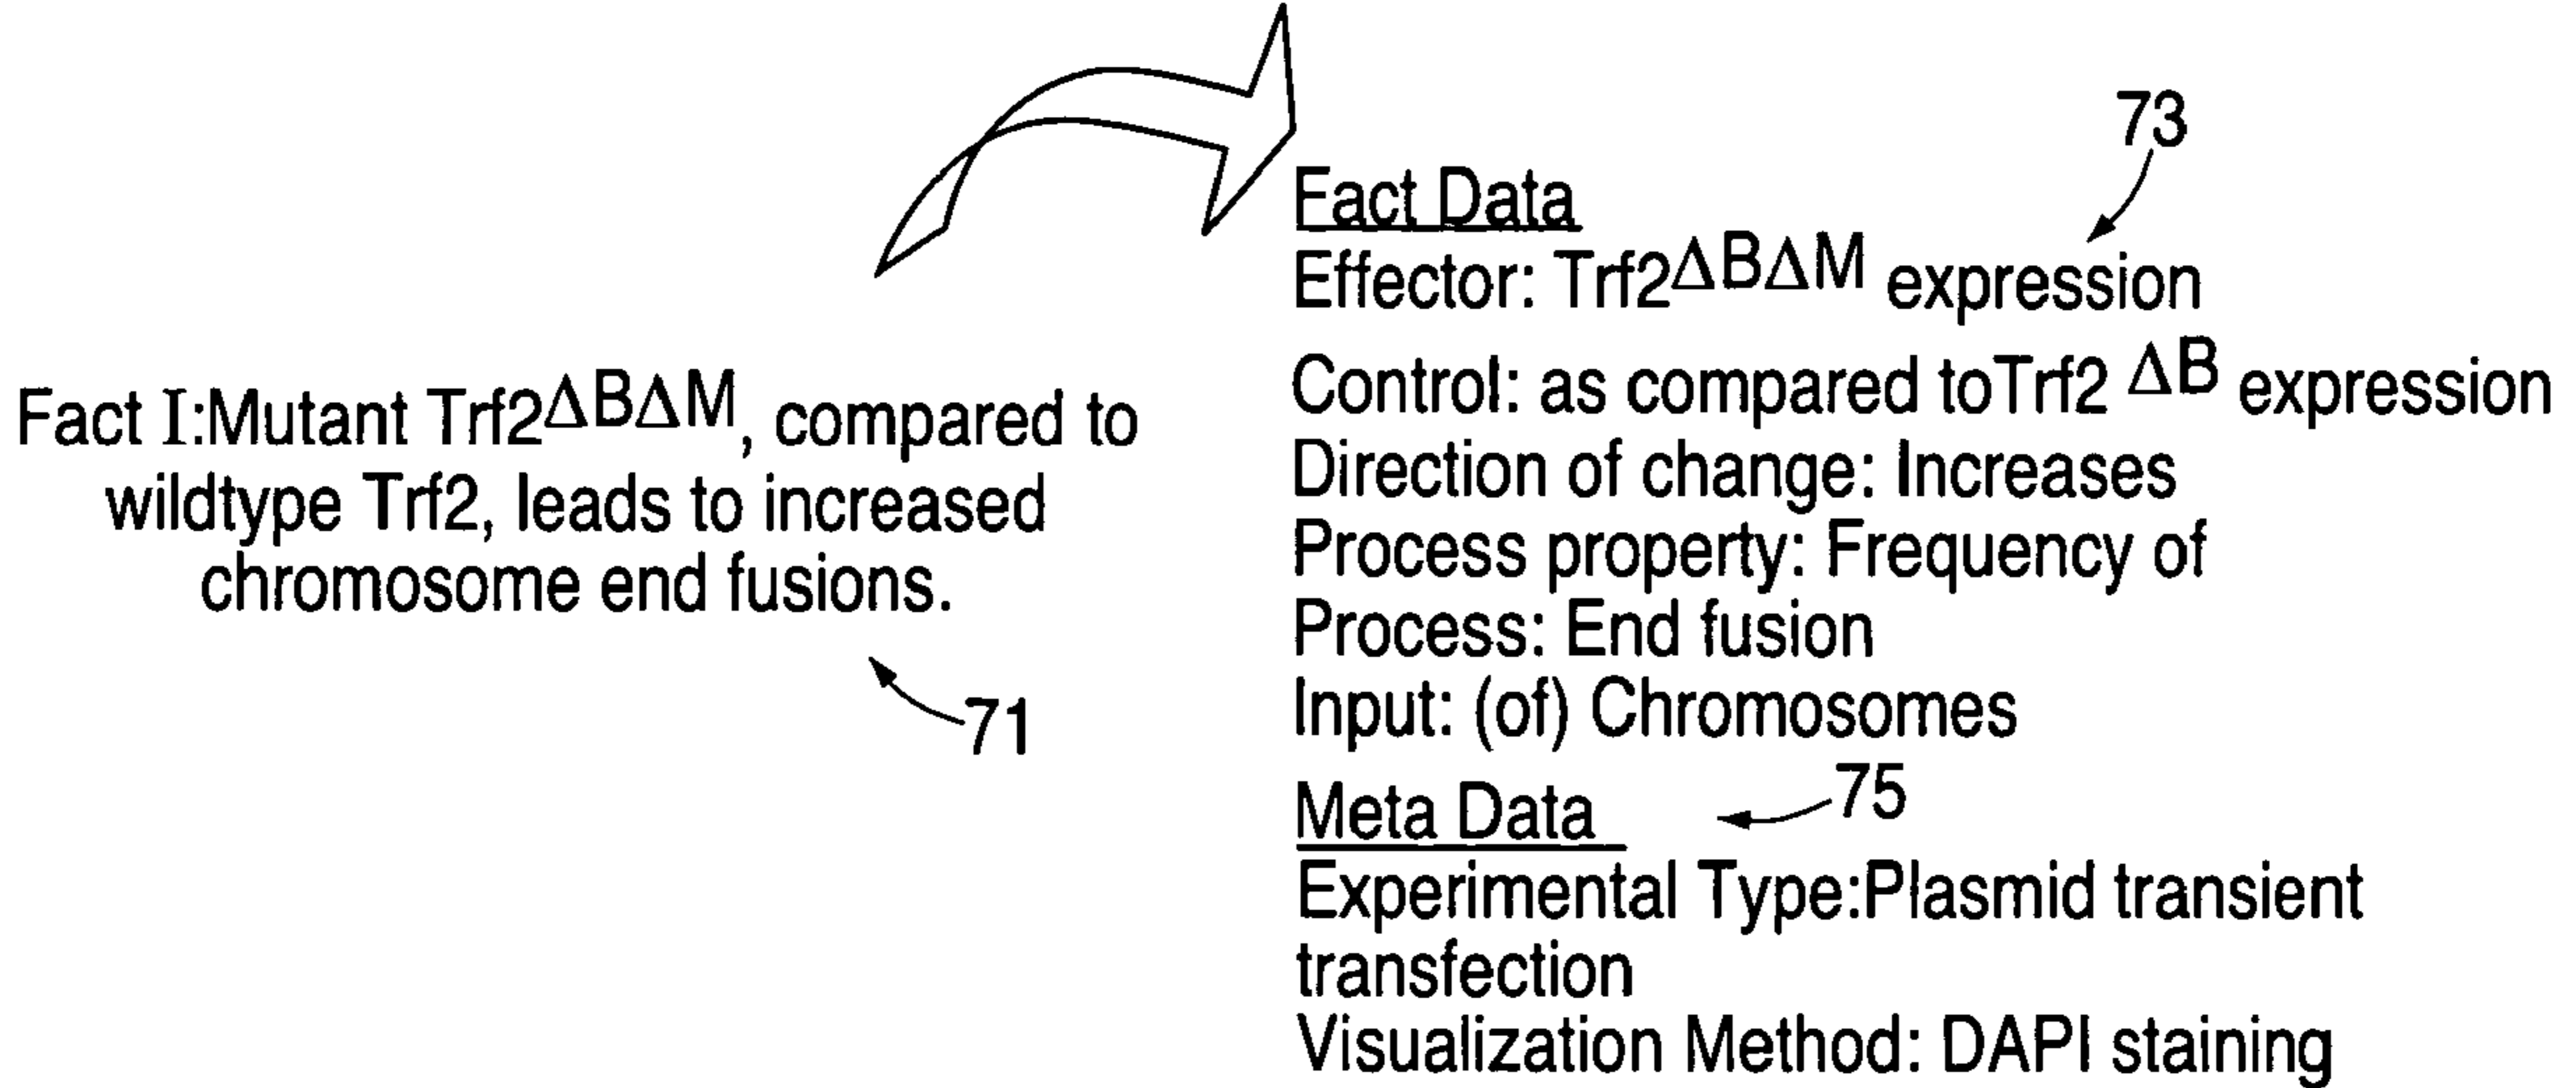 Fact I:Mutant Trf2ΔBΔM, compared to
wildtype Trf2, leads to increased
chromosome end fusions.
71
73
Fact Data
Effector: Trf2ΔBΔM expression
Control: as compared toTrf2 ΔB expression
Direction of change: Increases
Process property: Frequency of
Process: End fusion
Input: (of) Chromosomes
75
Meta Data
Experimental Type:Plasmid transient
transfection
Visualization Method: DAPI staining